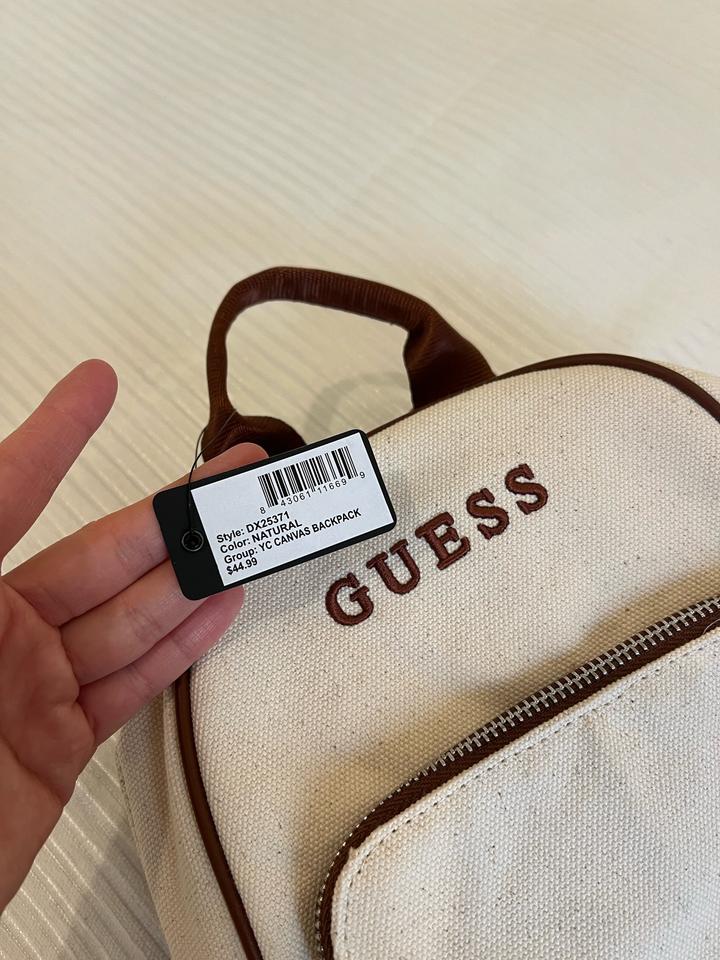 8 43061 11669 9
Style: DX25371
Color: NATURAL
Group: YC CANVAS BACKPACK
$44.99
GUESS